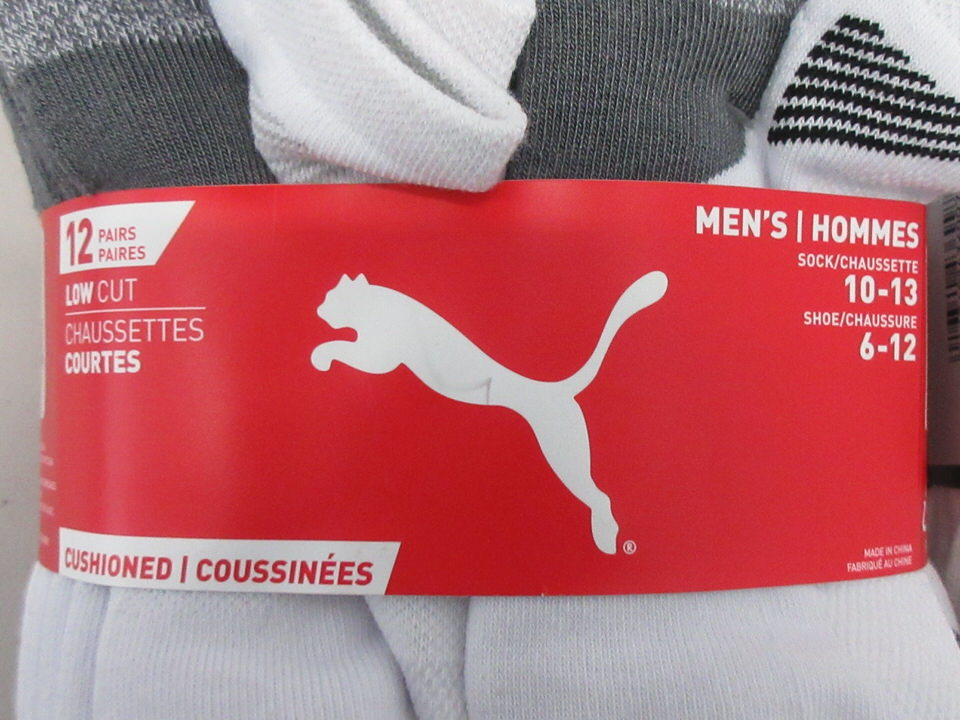 12 PAIRS
PAIRES
LOW CUT
CHAUSSETTES
COURTES
MEN'S | HOMMES
SOCK/CHAUSSETTE
10-13
SHOE/CHAUSSURE
6-12
®
CUSHIONED | COUSSINÉES
MADE IN CHINA
FABRIQUÉ AU CHINE